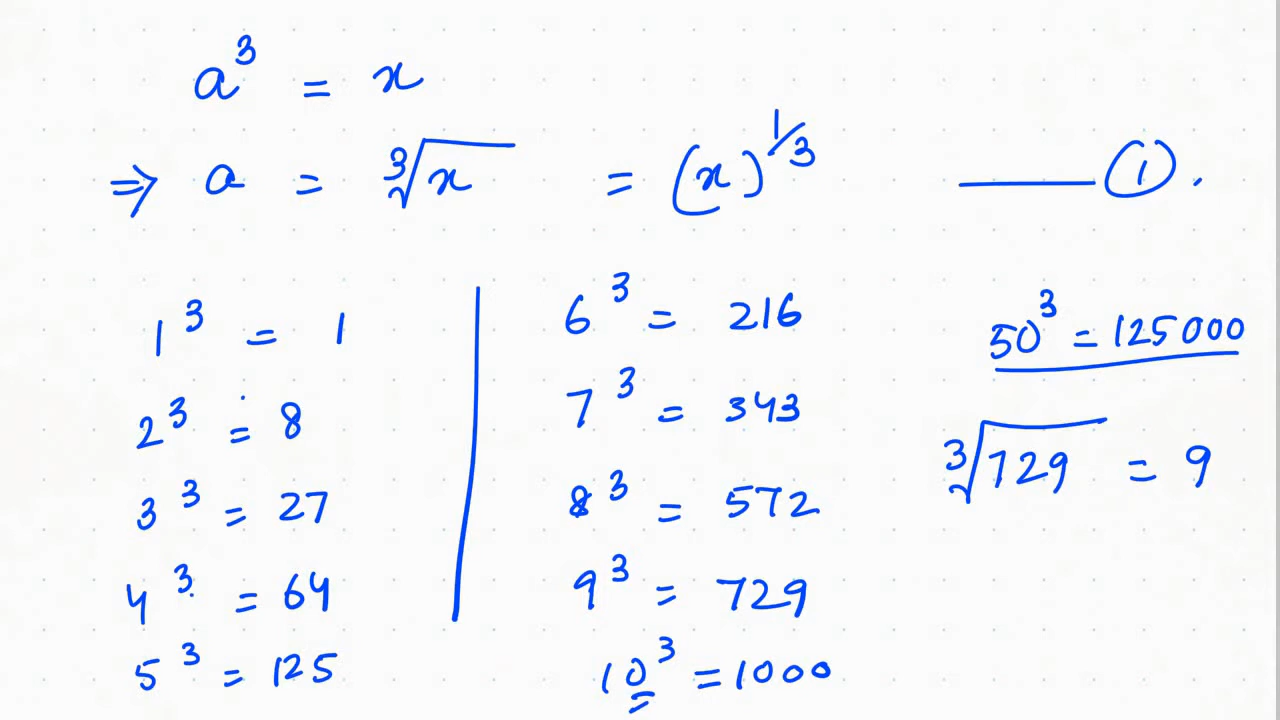 a³ = x
⇒ a = ∛x = (x)^1/3 —— ①.
1³ = 1
2³ = 8
3³ = 27
4³ = 64
5³ = 125
6³ = 216
7³ = 343
8³ = 572
9³ = 729
10³ = 1000
50³ = 125000
∛729 = 9